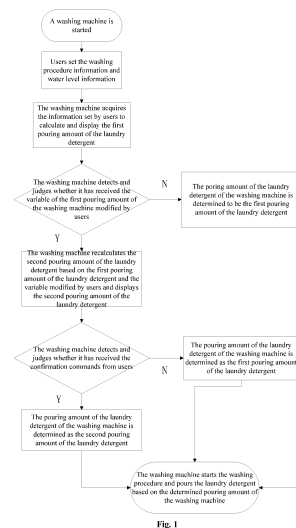 A washing machine is
started
Users set the washing
procedure information and
water level information
The washing machine acquires
the information set by users to
calculate and display the first
pouring amount of the laundry
detergent
The washing machine detects and
judges whether it has received the
variable of the first pouring amount of
the washing machine modified by
users
N
The poring amount of the laundry
detergent of the washing machine is
determined to be the first pouring
amount of the laundry detergent
Y
The washing machine recalculates the
second pouring amount of the laundry
detergent based on the first pouring
amount of the laundry detergent and the
variable modified by users and displays
the second pouring amount of the
laundry detergent
The washing machine detects and
judges whether it has received the
confirmation commands from users
N
The pouring amount of the laundry
detergent of the washing machine is
determined as the first pouring amount
of the laundry detergent
Y
The pouring amount of the laundry
detergent of the washing machine is
determined as the second pouring
amount of the laundry detergent
The washing machine starts the washing
procedure and pours the laundry detergent
based on the determined pouring amount of
the washing machine
Fig. 1